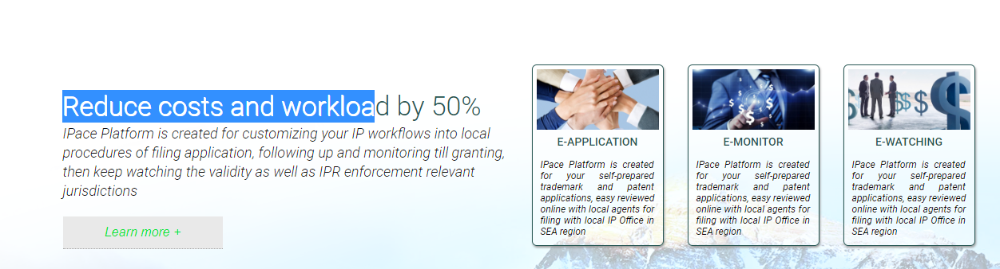 Reduce costs and workload by 50%
IPace Platform is created for customizing your IP workflows into local
procedures of filing application, following up and monitoring till granting,
then keep watching the validity as well as IPR enforcement relevant
jurisdictions
Learn more +
E-APPLICATION
IPace Platform is created
for your self-prepared
trademark and patent
applications, easy reviewed
online with local agents for
filing with local IP Office in
SEA region
E-MONITOR
IPace Platform is created
for your self-prepared
trademark and patent
applications, easy reviewed
online with local agents for
filing with local IP Office in
SEA region
E-WATCHING
IPace Platform is created
for your self-prepared
trademark and patent
applications, easy reviewed
online with local agents for
filing with local IP Office in
SEA region